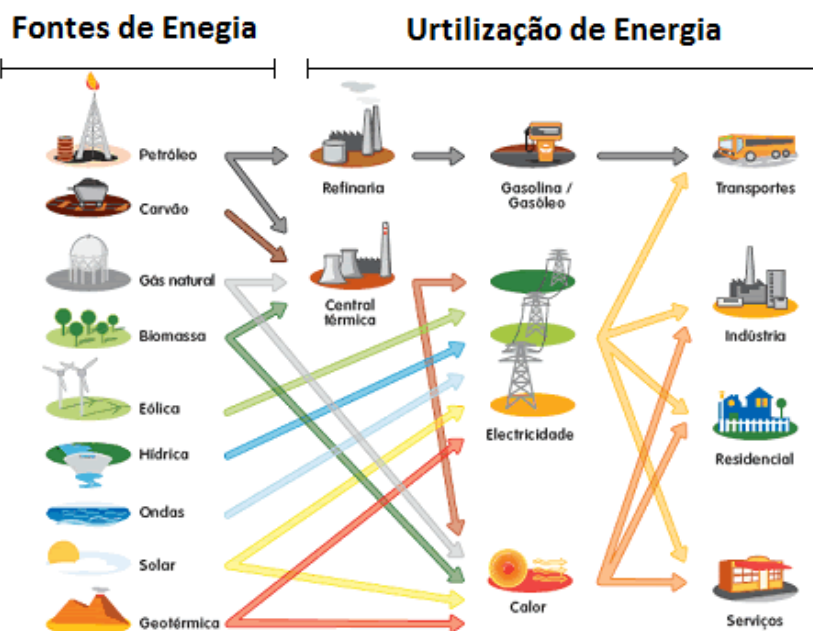 Fontes de Enegia
Urtilização de Energia
Petróleo
Carvão
Gás natural
Biomassa
Eólica
Hídrica
Ondas
Solar
Geotérmica
Refinaria
Central
térmica
Gasolina /
Gasóleo
Electricidade
Calor
Transportes
Indústria
Residencial
Serviços